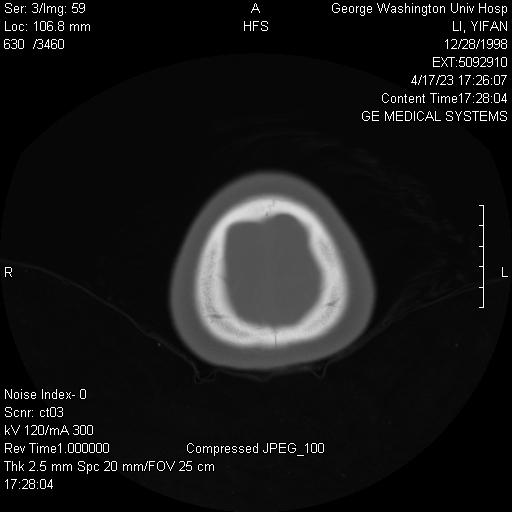 Ser: 3/Img: 59
Loc: 106.8 mm
630 /3460
A
HFS
George Washington Univ Hosp
LI, YIFAN
12/28/1998
EXT:5092910
4/17/23 17:26:07
Content Time17:28:04
GE MEDICAL SYSTEMS
R
L
Noise Index- 0
Scnr: ct03
kV 120/mA 300
Rev Time1.000000
Compressed JPEG_100
Thk 2.5 mm Spc 20 mm/FOV 25 cm
17:28:04